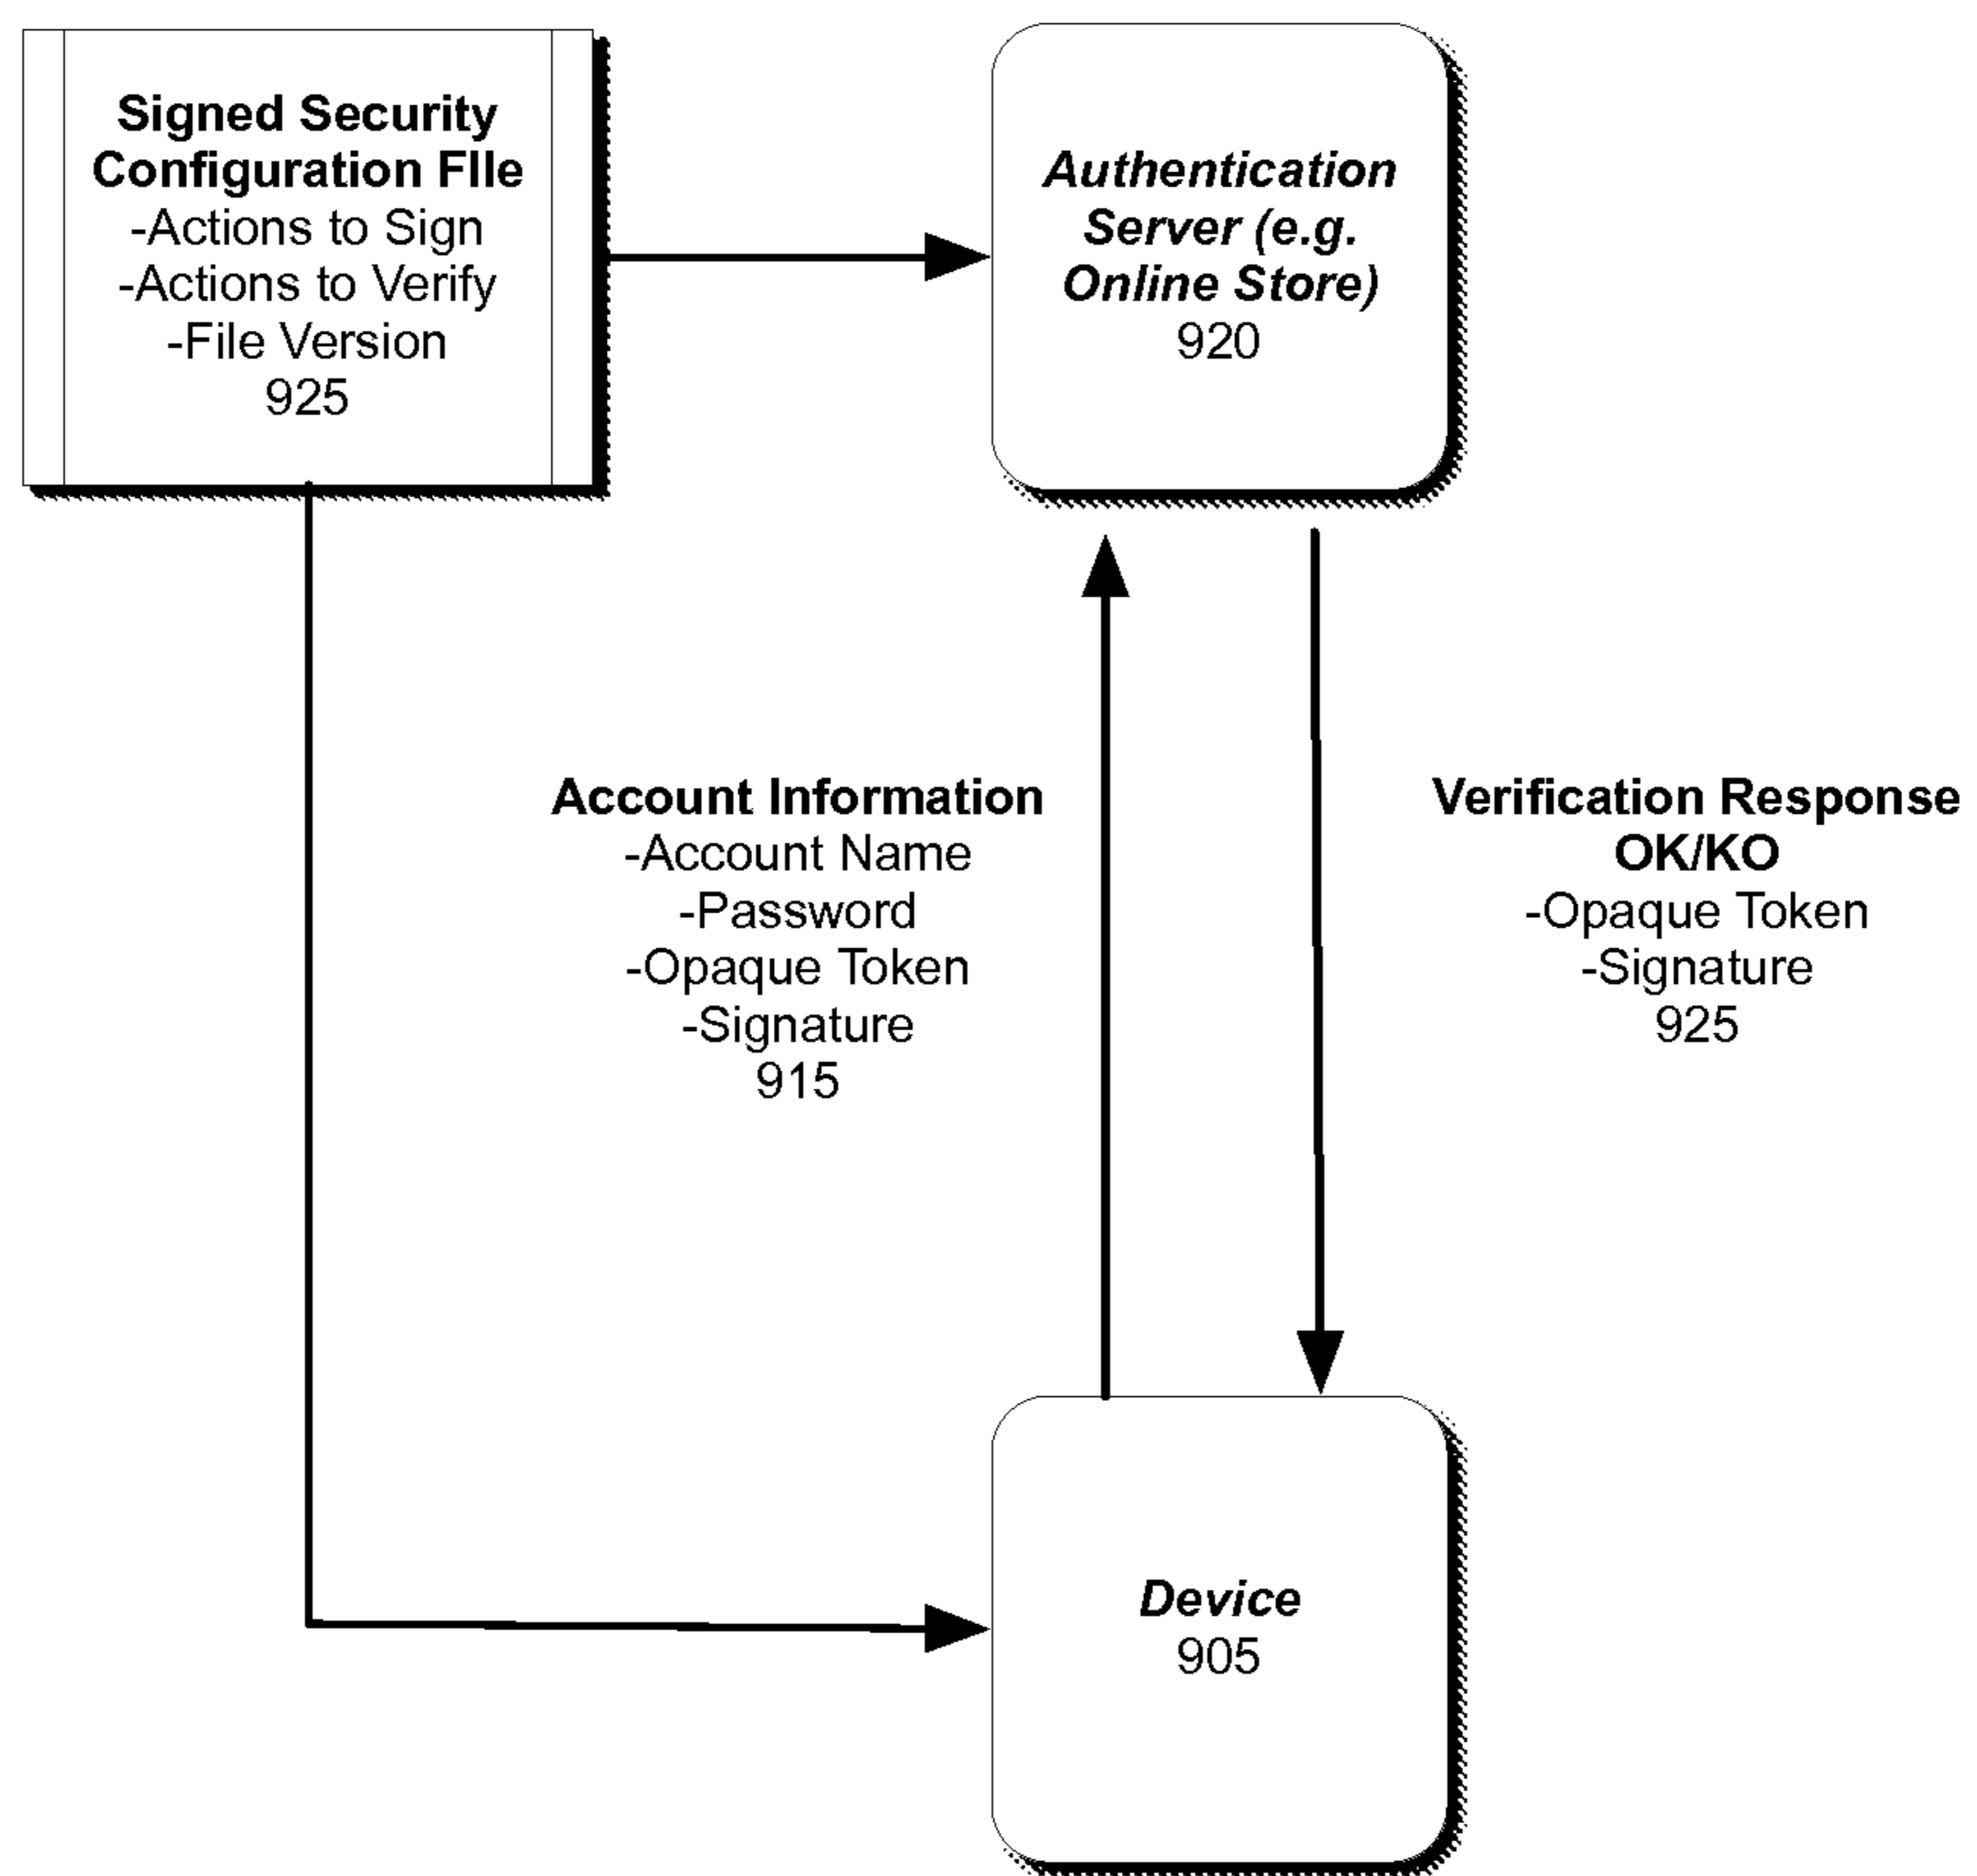 Signed Security
Configuration FIle
-Actions to Sign
-Actions to Verify
-File Version
925
Authentication
Server (e.g.
Online Store)
920
Account Information
-Account Name
-Password
-Opaque Token
-Signature
915
Verification Response
OK/KO
-Opaque Token
-Signature
925
Device
905